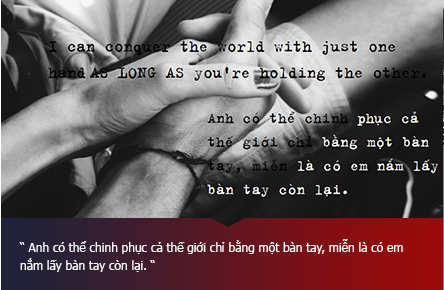 I can conquer the world with just one
hand AS LONG AS you're holding the other.
Anh có thể chinh phục cả
thế giới chỉ bằng một bàn
tay, miễn là có em nắm lấy
bàn tay còn lại.
“ Anh có thể chinh phục cả thế giới chỉ bằng một bàn tay, miễn là có em
nắm lấy bàn tay còn lại. “